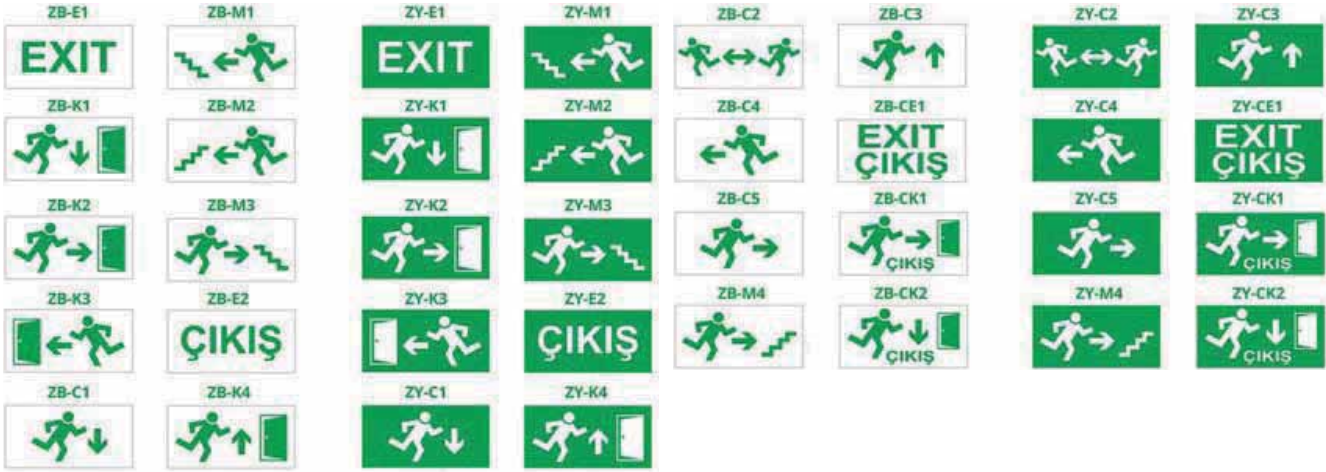 ZB-E1 ZB-M1 ZY-E1 ZY-M1 ZB-C2 ZB-C3 ZY-C2 ZY-C3
EXIT EXIT
ZB-K1 ZB-M2 ZY-K1 ZY-M2 ZB-C4 ZB-CE1 ZY-C4 ZY-CE1
EXIT EXIT
ÇIKIŞ ÇIKIŞ
ZB-K2 ZB-M3 ZY-K2 ZY-M3 ZB-C5 ZB-CK1 ZY-C5 ZY-CK1
ÇIKIŞ ÇIKIŞ
ZB-K3 ZB-E2 ZY-K3 ZY-E2 ZB-M4 ZB-CK2 ZY-M4 ZY-CK2
ÇIKIŞ ÇIKIŞ ÇIKIŞ ÇIKIŞ
ZB-C1 ZB-K4 ZY-C1 ZY-K4